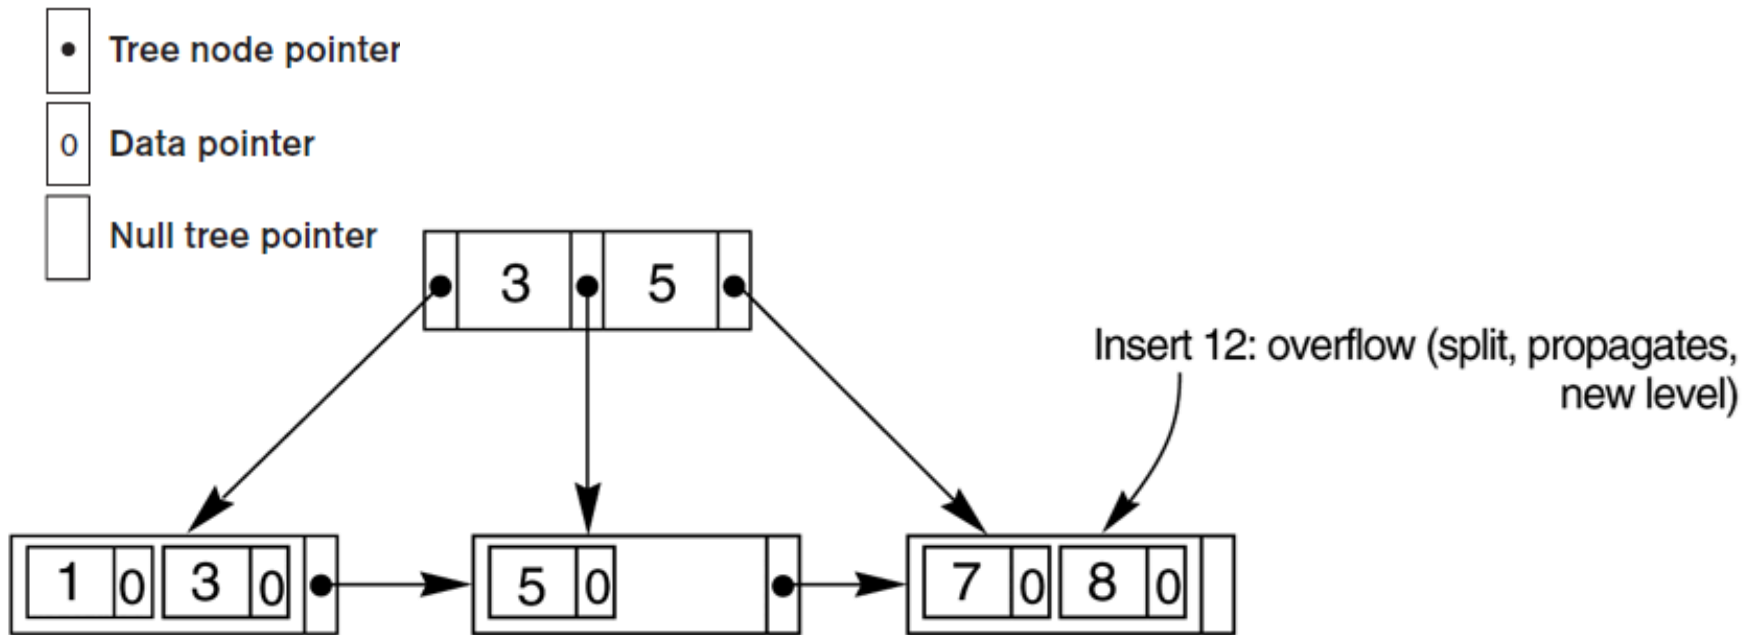 Tree node pointer
0 Data pointer
Null tree pointer
3 5
Insert 12: overflow (split, propagates,
new level)
1 0 3 0 5 0 7 0 8 0